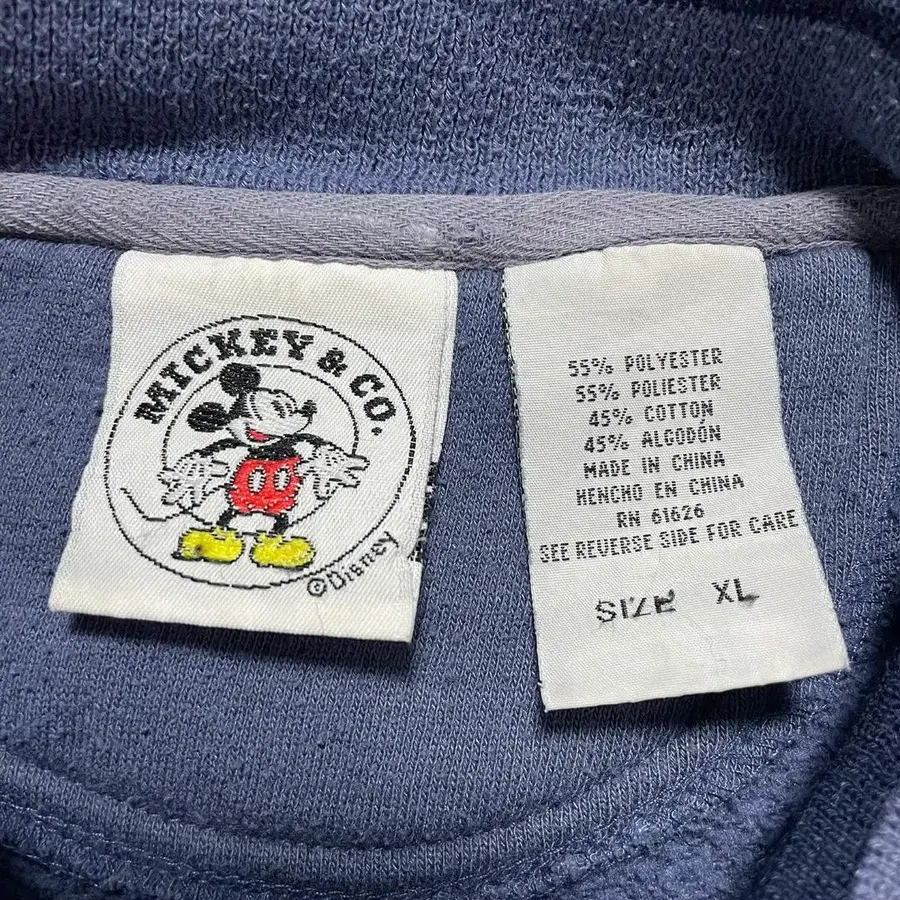 MICKEY & CO.
©Disney
55% POLYESTER
55% POLIESTER
45% COTTON
45% ALGODÓN
MADE IN CHINA
HENCHO EN CHINA
RN 61626
SEE REVERSE SIDE FOR CARE
SIZE XL